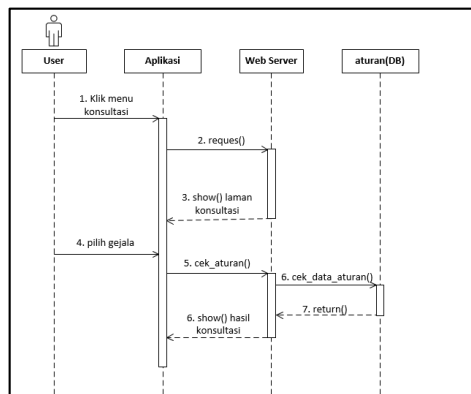 User
Aplikasi
Web Server
aturan(DB)
1. Klik menu
konsultasi
2. reques()
3. show() laman
konsultasi
4. pilih gejala
5. cek_aturan()
6. cek_data_aturan()
7. return()
6. show() hasil
konsultasi